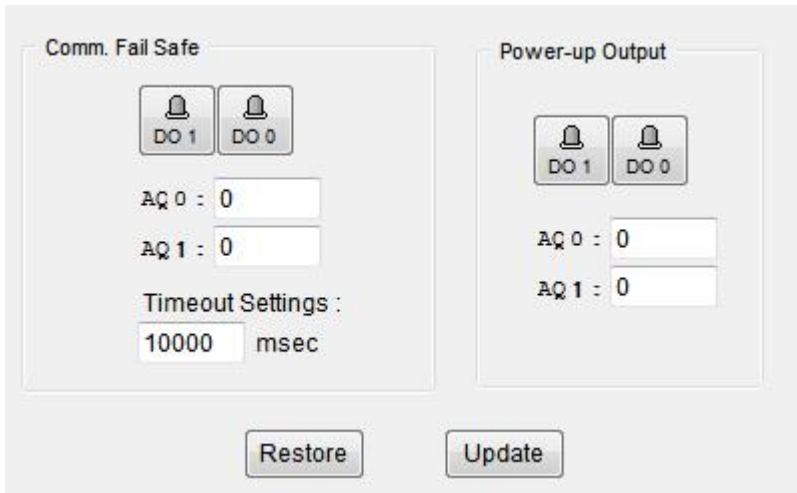 Comm. Fail Safe
DO 1 DO 0
AQ 0 : 0
AQ 1 : 0
Timeout Settings :
10000 msec
Power-up Output
DO 1 DO 0
AQ 0 : 0
AQ 1 : 0
Restore Update